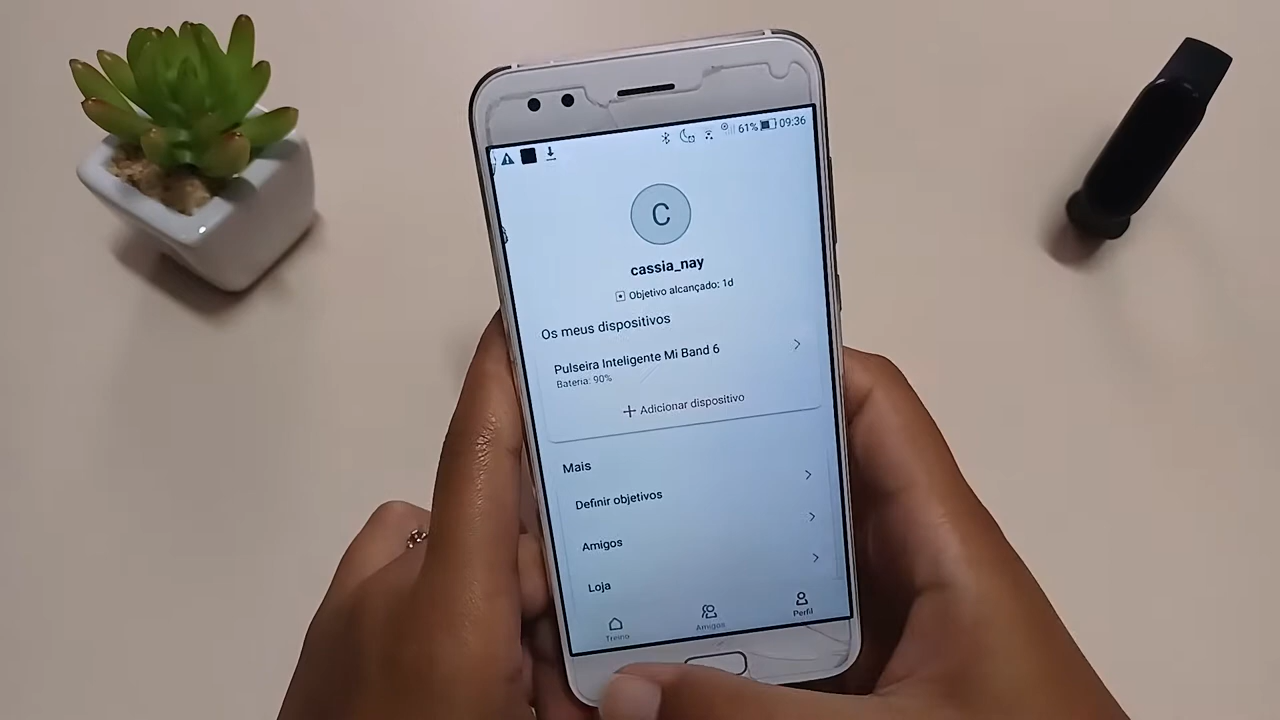 61% 09:36
C
cassia_nay
Objetivo alcançado: 1d
Os meus dispositivos
Pulseira Inteligente Mi Band 6
Bateria: 90%
+ Adicionar dispositivo
Mais
Definir objetivos
Amigos
Loja
Treino Amigos Perfil